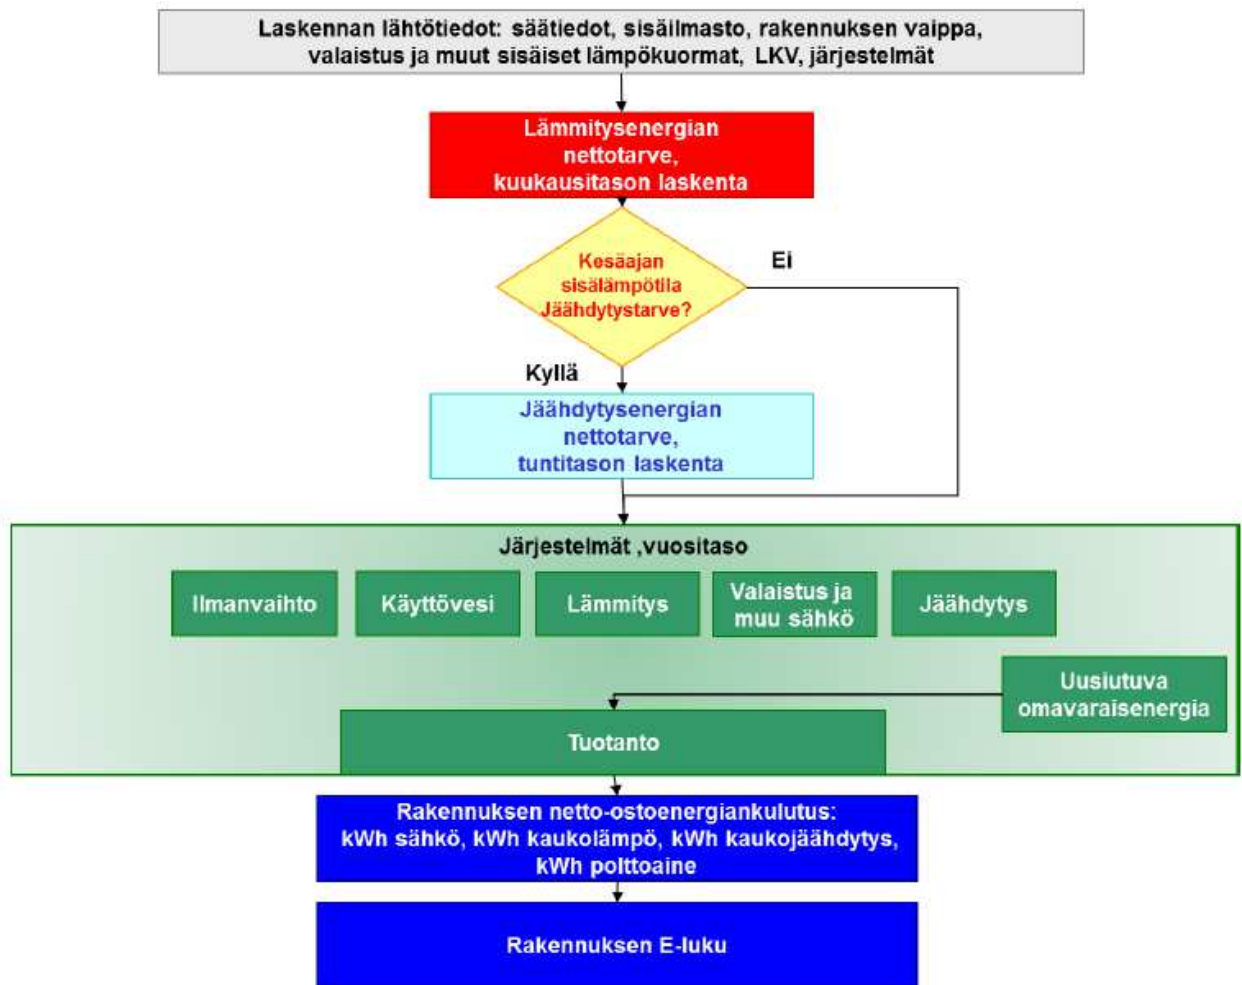 Laskennan lähtötiedot: säätiedot, sisäilmasto, rakennuksen vaippa,
valaistus ja muut sisäiset lämpökuormat, LKV, järjestelmät
Lämmitysenergian
nettotarve,
kuukausitason laskenta
Kesäajan
sisälämpötila
Jäähdytystarve?
Ei
Kyllä
Jäähdytysenergian
nettotarve,
tuntitason laskenta
Järjestelmät ,vuositaso
Ilmanvaihto
Käyttövesi
Lämmitys
Valaistus ja
muu sähkö
Jäähdytys
Uusiutuva
omavaraisenergia
Tuotanto
Rakennuksen netto-ostoenergiankulutus:
kWh sähkö, kWh kaukolämpö, kWh kaukojäähdytys,
kWh polttoaine
Rakennuksen E-luku